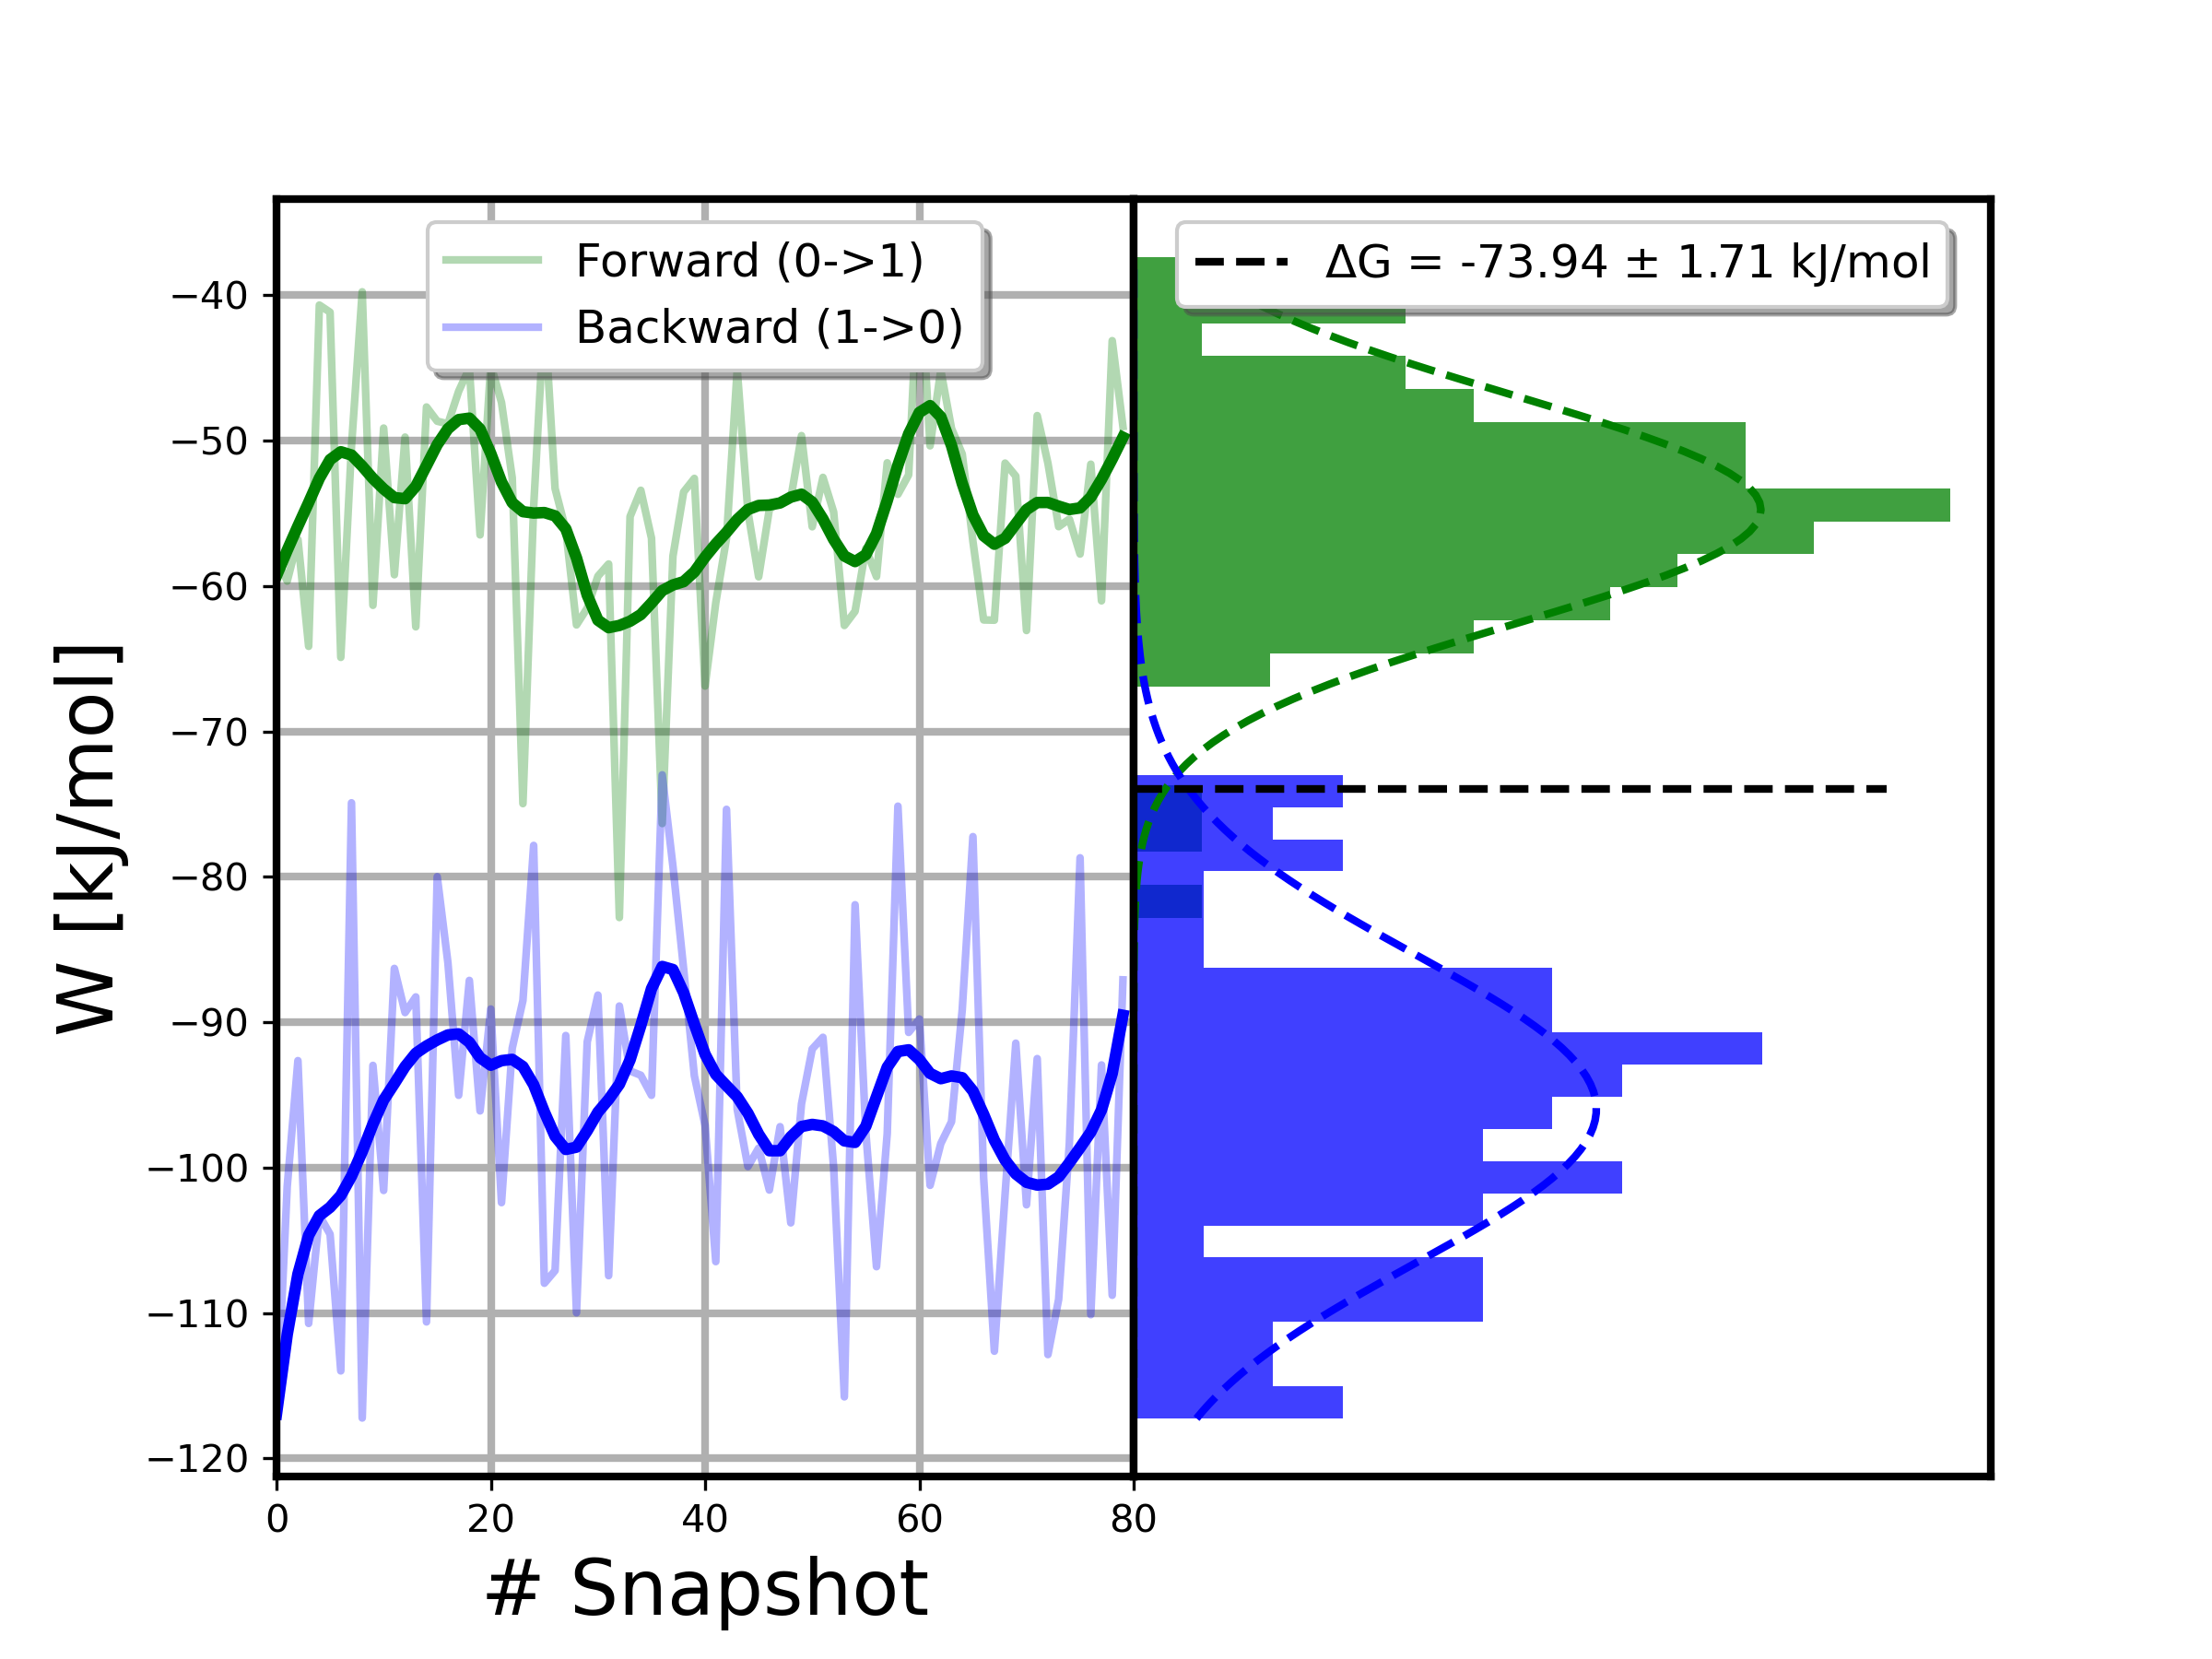 Forward (0->1)
Backward (1->0)
ΔG = -73.94 ± 1.71 kJ/mol
W [kJ/mol]
−40
−50
−60
−70
−80
−90
−100
−110
−120
0 20 40 60 80
# Snapshot